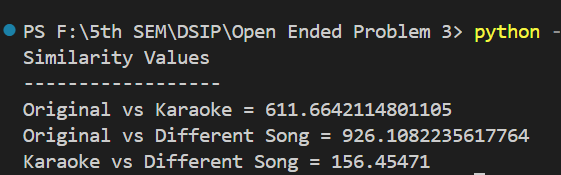 PS F:\5th SEM\DSIP\Open Ended Problem 3> python -
Similarity Values
------------------
Original vs Karaoke = 611.6642114801105
Original vs Different Song = 926.1082235617764
Karaoke vs Different Song = 156.45471